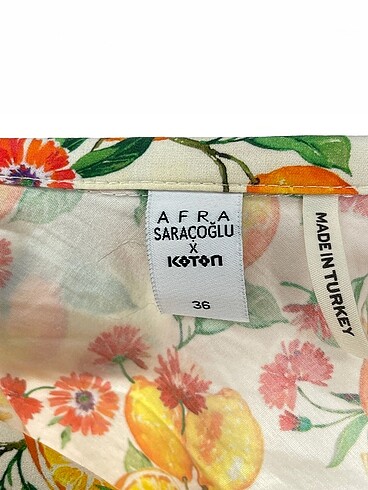 AFRA
SARAÇOĞLU
X
KOTON
36
MADE IN TURKEY